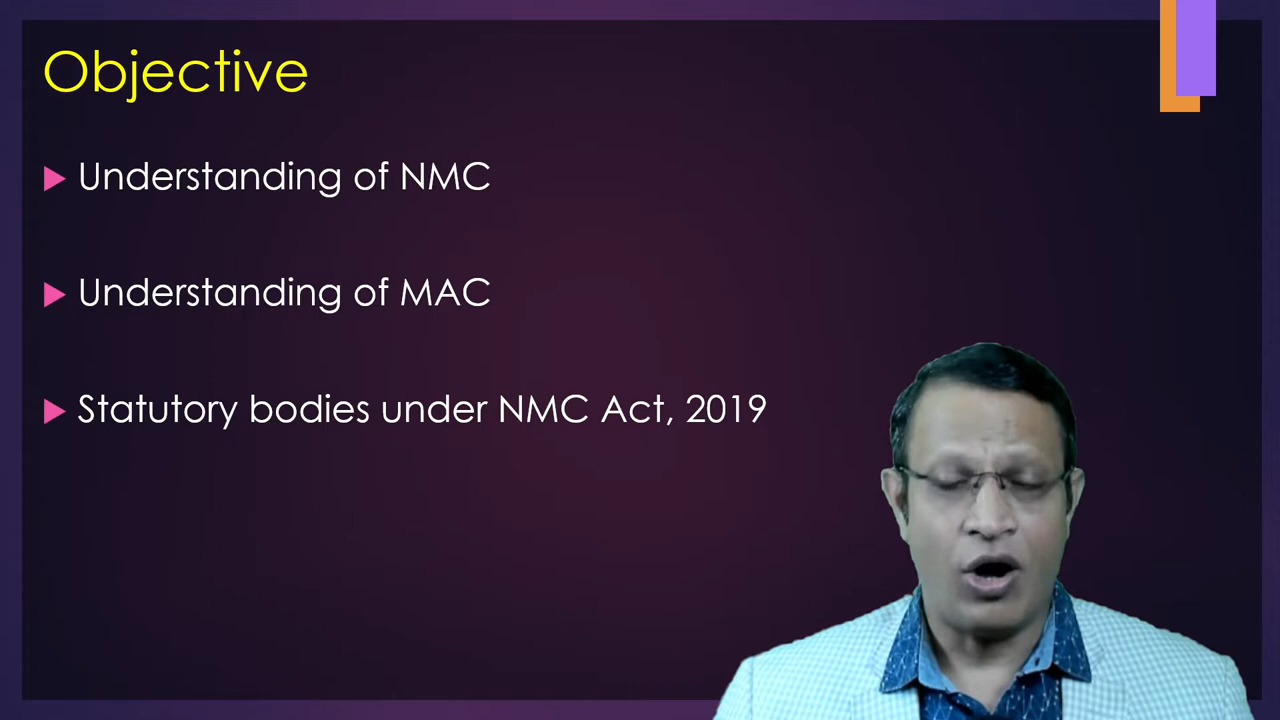 Objective
Understanding of NMC
Understanding of MAC
Statutory bodies under NMC Act, 2019